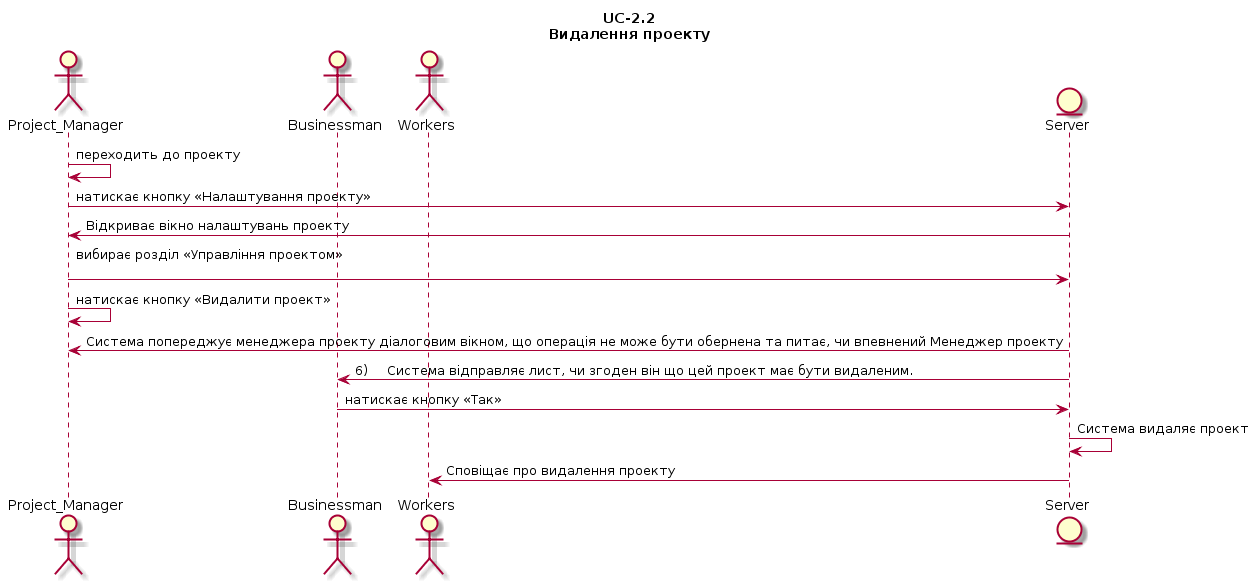 UC-2.2
Видалення проекту
Project_Manager
Businessman
Workers
Server
переходить до проекту
натискає кнопку «Налаштування проекту»
Відкриває вікно налаштувань проекту
вибирає розділ «Управління проектом»
натискає кнопку «Видалити проект»
Система попереджує менеджера проекту діалоговим вікном, що операція не може бути обернена та питає, чи впевнений Менеджер проекту
6) Система відправляє лист, чи згоден він що цей проект має бути видаленим.
натискає кнопку «Так»
Система видаляє проект
Сповіщає про видалення проекту
Project_Manager
Businessman
Workers
Server